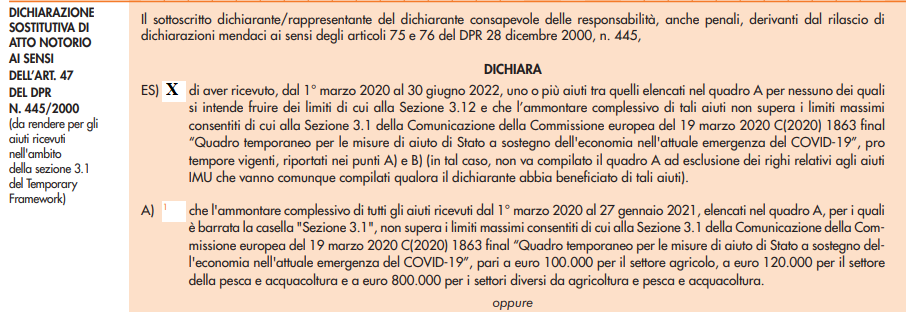 DICHIARAZIONE
SOSTITUTIVA DI
ATTO NOTORIO
AI SENSI
DELL'ART. 47
DEL DPR
N. 445/2000
(da rendere per gli
aiuti ricevuti
nell'ambito
della sezione 3.1
del Temporary
Framework)
Il sottoscritto dichiarante/rappresentante del dichiarante consapevole delle responsabilità, anche penali, derivanti dal rilascio di
dichiarazioni mendaci ai sensi degli articoli 75 e 76 del DPR 28 dicembre 2000, n. 445,
DICHIARA
ES) X di aver ricevuto, dal 1° marzo 2020 al 30 giugno 2022, uno o più aiuti tra quelli elencati nel quadro A per nessuno dei quali
si intende fruire dei limiti di cui alla Sezione 3.12 e che l'ammontare complessivo di tali aiuti non supera i limiti massimi
consentiti di cui alla Sezione 3.1 della Comunicazione della Commissione europea del 19 marzo 2020 C(2020) 1863 final
"Quadro temporaneo per le misure di aiuto di Stato a sostegno dell'economia nell'attuale emergenza del COVID-19", pro
tempore vigenti, riportati nei punti A) e B) (in tal caso, non va compilato il quadro A ad esclusione dei righi relativi agli aiuti
IMU che vanno comunque compilati qualora il dichiarante abbia beneficiato di tali aiuti).
A) 1 che l'ammontare complessivo di tutti gli aiuti ricevuti dal 1° marzo 2020 al 27 gennaio 2021, elencati nel quadro A, per i quali
è barrata la casella "Sezione 3.1", non supera i limiti massimi consentiti di cui alla Sezione 3.1 della Comunicazione della Com-
missione europea del 19 marzo 2020 C(2020) 1863 final "Quadro temporaneo per le misure di aiuto di Stato a sostegno del-
l'economia nell'attuale emergenza del COVID-19", pari a euro 100.000 per il settore agricolo, a euro 120.000 per il settore
della pesca e acquacoltura e a euro 800.000 per i settori diversi da agricoltura e pesca e acquacoltura.
oppure